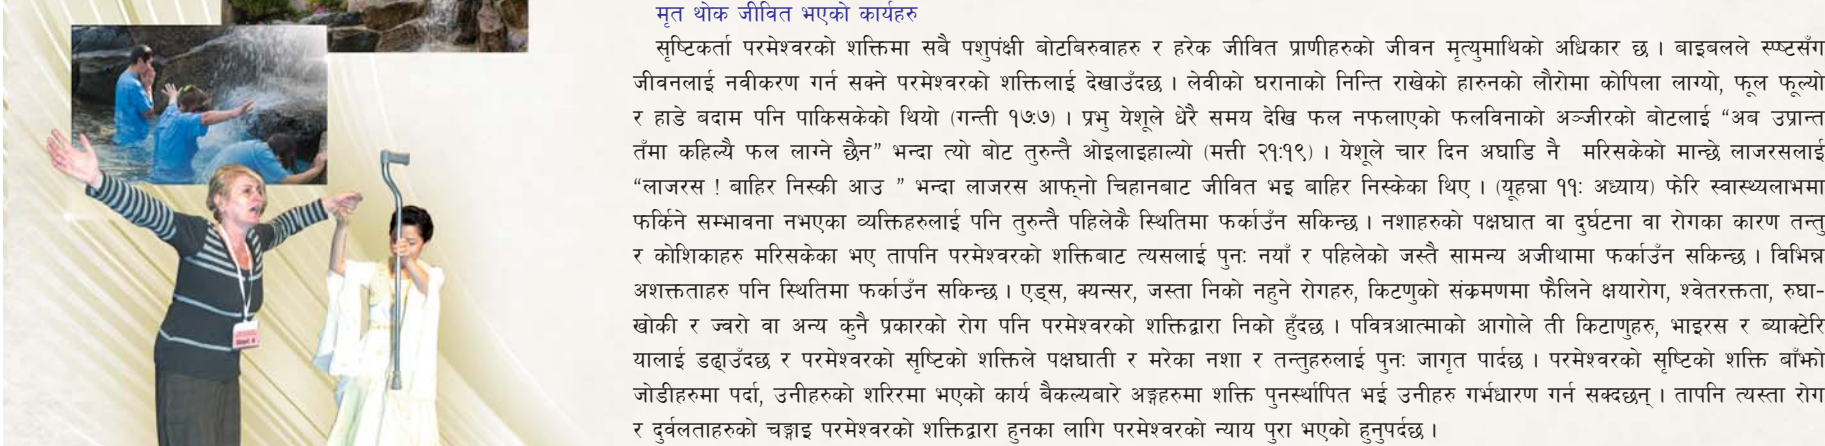 मृत थोक जीवित भएको कार्यहरु
सृष्टिकर्ता परमेश्वरको शक्तिमा सबै पशुपंक्षी बोटबिरुवाहरु र हरेक जीवित प्राणीहरुको जीवन मृत्युमाथिको अधिकार छ । बाइबलले स्प्टसँग
जीवनलाई नवीकरण गर्न सक्ने परमेश्वरको शक्तिलाई देखाउँदछ । लेवीको घरानाको निन्ति राखेको हारुनको लौरोमा कोपिला लाग्यो, फूल फूल्यो
र हाडे बदाम पनि पाकिसकेको थियो (गन्ती १७:७) । प्रभु येशूले धेरै समय देखि फल नफलाएको फलविनाको अञ्जीरको बोटलाई “अब उप्रान्त
तँमा कहिल्यै फल लाग्ने छैन” भन्दा त्यो बोट तुरुन्तै ओइलाइहाल्यो (मत्ती २१:१९) । येशूले चार दिन अघाडि नै मरिसकेको मान्छे लाजरसलाई
“लाजरस ! बाहिर निस्की आउ ” भन्दा लाजरस आफ्नो चिहानबाट जीवित भइ बाहिर निस्केका थिए । (यूहन्ना ११: अध्याय) फेरि स्वास्थ्यलाभमा
फर्किने सम्भावना नभएका व्यक्तिहरुलाई पनि तुरुन्तै पहिलेकै स्थितिमा फर्काउँन सकिन्छ । नशाहरुको पक्षघात वा दुर्घटना वा रोगका कारण तन्तु
र कोशिकाहरु मरिसकेका भए तापनि परमेश्वरको शक्तिबाट त्यसलाई पुनः नयाँ र पहिलेको जस्तै सामन्य अजीथामा फर्काउँन सकिन्छ । विभिन्न
अशक्तताहरु पनि स्थितिमा फर्काउँन सकिन्छ । एड्स, क्यन्सर, जस्ता निको नहुने रोगहरु, किटणुको संक्रमणमा फैलिने क्षयारोग, श्वेतरक्तता, रुघा-
खोकी र ज्वरो वा अन्य कुनै प्रकारको रोग पनि परमेश्वरको शक्तिद्वारा निको हुँदछ । पवित्रआत्माको आगोले ती किटाणुहरु, भाइरस र ब्याक्टेरि
यालाई डढाउँदछ र परमेश्वरको सृष्टिको शक्तिले पक्षघाती र मरेका नशा र तन्तुहरुलाई पुनः जागृत पार्दछ । परमेश्वरको सृष्टिको शक्ति बाँभो
जोडीहरुमा पर्दा, उनीहरुको शरिरमा भएको कार्य बैकल्यबारे अङ्गहरुमा शक्ति पुनर्स्थापित भई उनीहरु गर्भधारण गर्न सक्दछन् । तापनि त्यस्ता रोग
र दुर्वलताहरुको चङ्गाइ परमेश्वरको शक्तिद्वारा हुनका लागि परमेश्वरको न्याय पुरा भएको हुनुपर्दछ ।